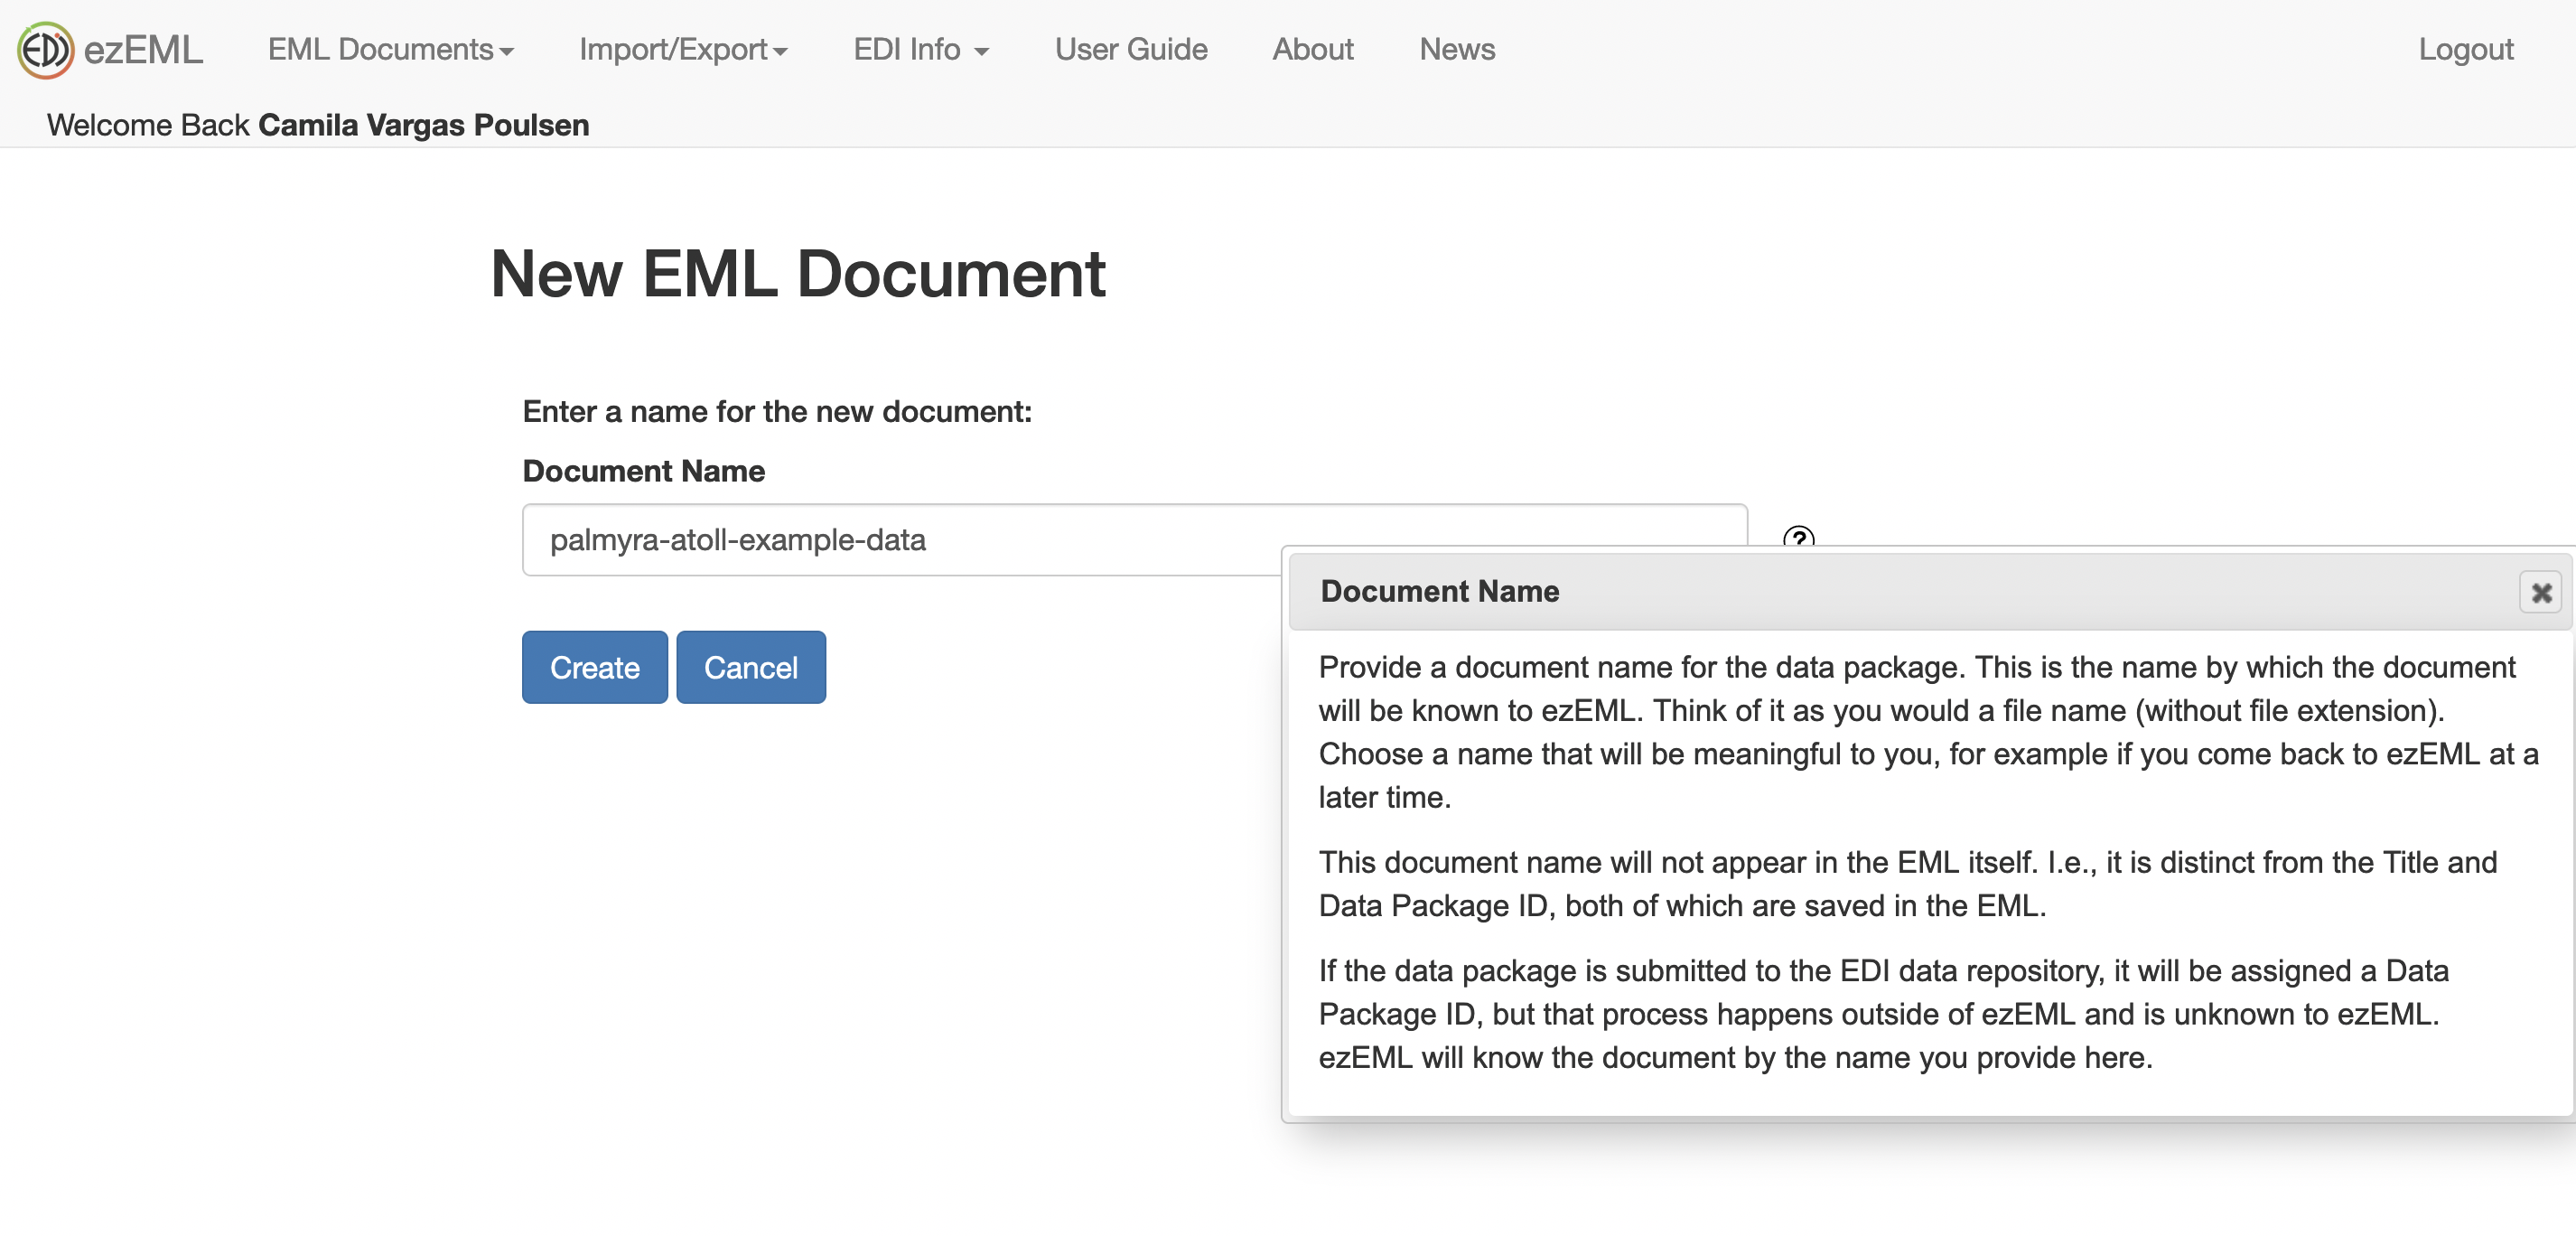 EDI ezEML EML Documents Import/Export EDI Info User Guide About News Logout
Welcome Back Camila Vargas Poulsen
New EML Document
Enter a name for the new document:
Document Name
palmyra-atoll-example-data
?
Create Cancel
Document Name
Provide a document name for the data package. This is the name by which the document
will be known to ezEML. Think of it as you would a file name (without file extension).
Choose a name that will be meaningful to you, for example if you come back to ezEML at a
later time.
This document name will not appear in the EML itself. I.e., it is distinct from the Title and
Data Package ID, both of which are saved in the EML.
If the data package is submitted to the EDI data repository, it will be assigned a Data
Package ID, but that process happens outside of ezEML and is unknown to ezEML.
ezEML will know the document by the name you provide here.